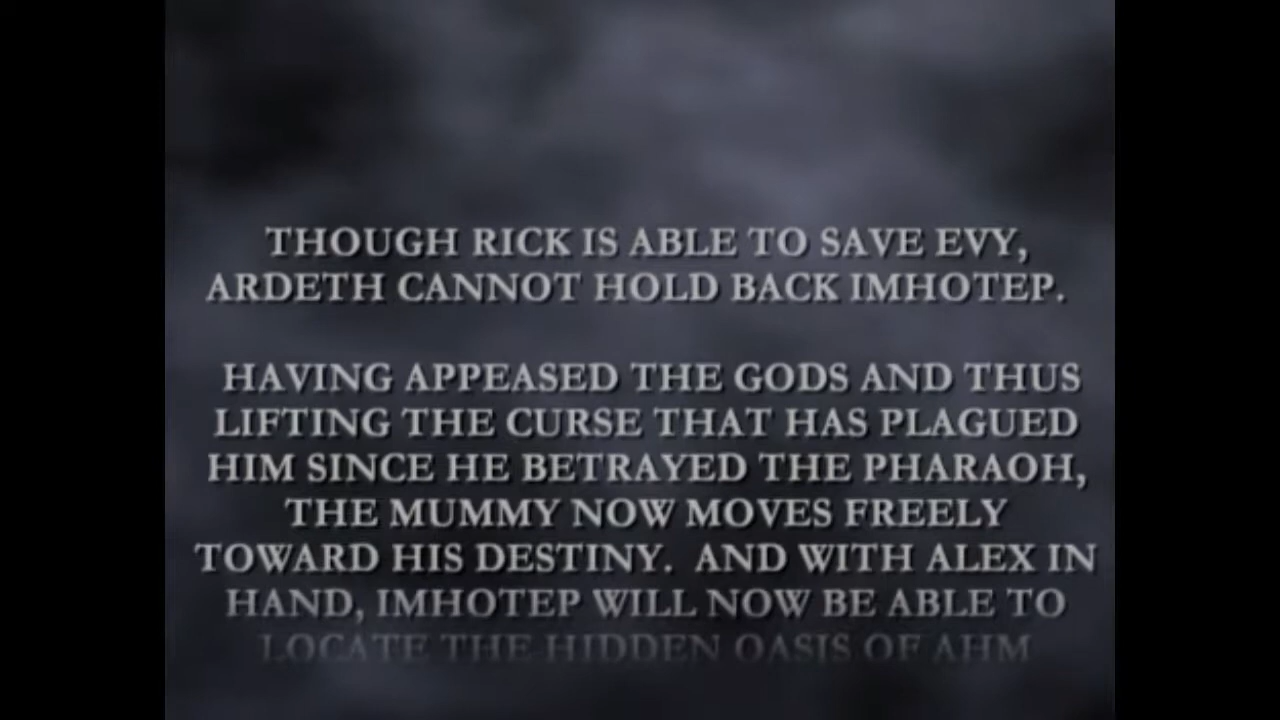 THOUGH RICK IS ABLE TO SAVE EVY,
ARDETH CANNOT HOLD BACK IMHOTEP.
HAVING APPEASED THE GODS AND THUS
LIFTING THE CURSE THAT HAS PLAGUED
HIM SINCE HE BETRAYED THE PHARAOH,
THE MUMMY NOW MOVES FREELY
TOWARD HIS DESTINY.  AND WITH ALEX IN
HAND, IMHOTEP WILL NOW BE ABLE TO
LOCATE THE HIDDEN OASIS OF AHM